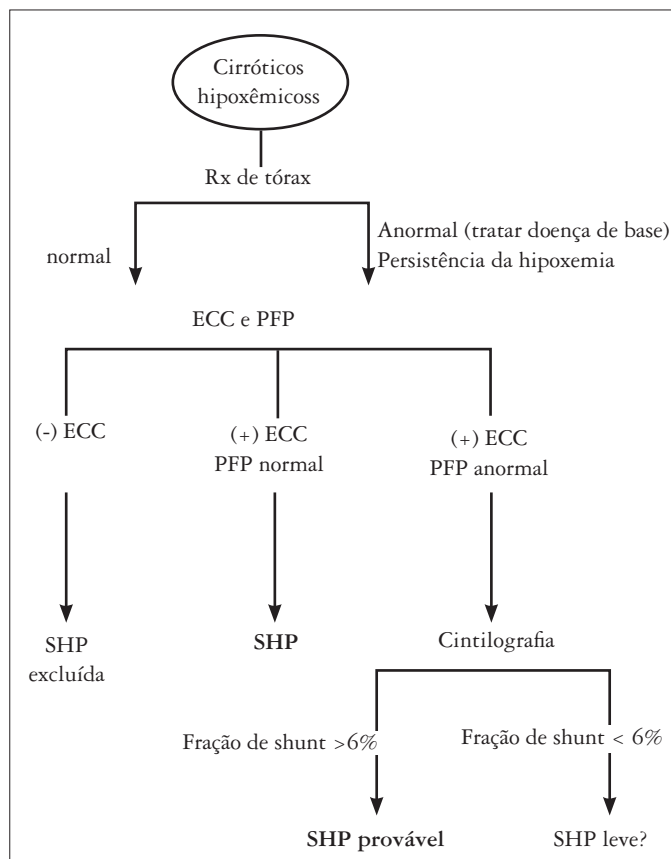 Cirróticos
hipoxêmicoss
Rx de tórax
normal
Anormal (tratar doença de base)
Persistência da hipoxemia
ECC e PFP
(-) ECC
(+) ECC
PFP normal
(+) ECC
PFP anormal
SHP
excluída
SHP
Cintilografia
Fração de shunt >6%
Fração de shunt < 6%
SHP provável
SHP leve?